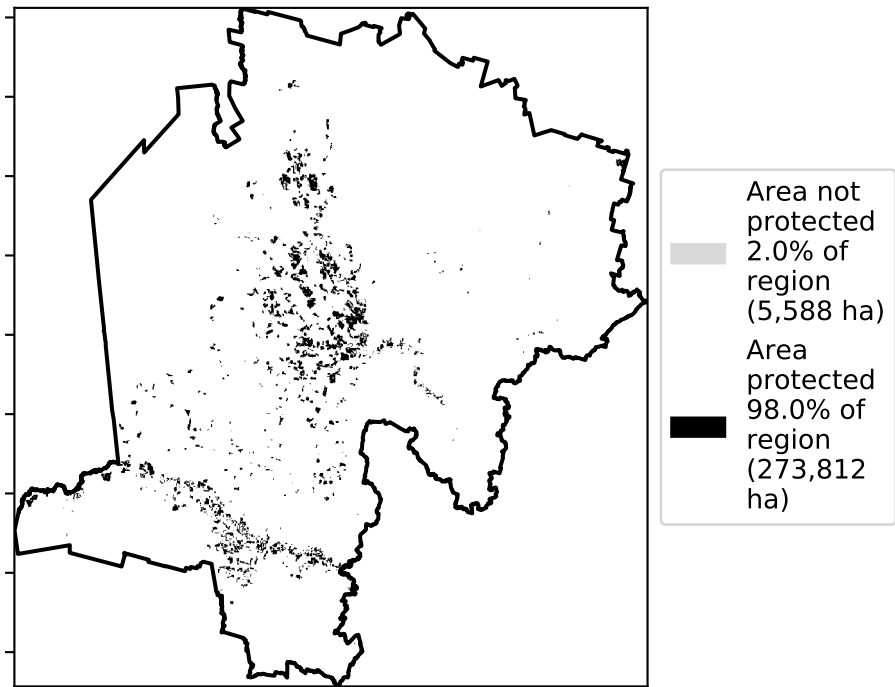 Area not
protected
2.0% of
region
(5,588 ha)
Area
protected
98.0% of
region
(273,812
ha)